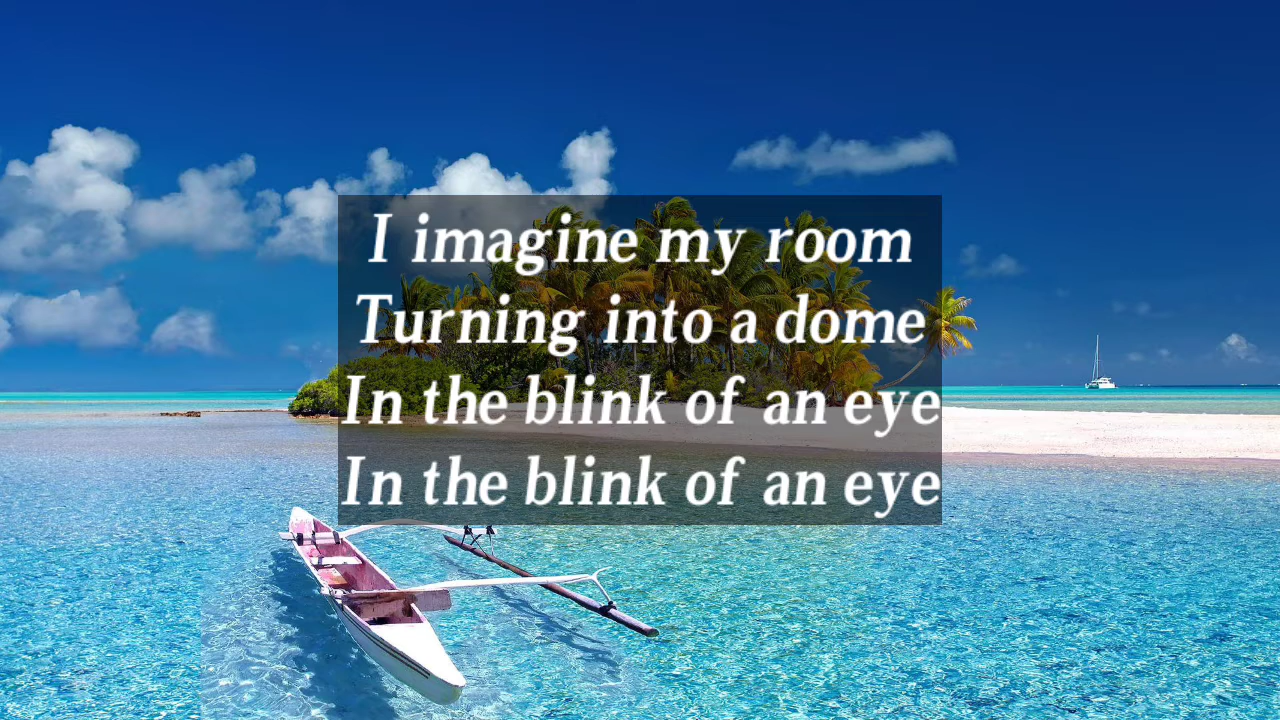 I imagine my room
Turning into a dome
In the blink of an eye
In the blink of an eye